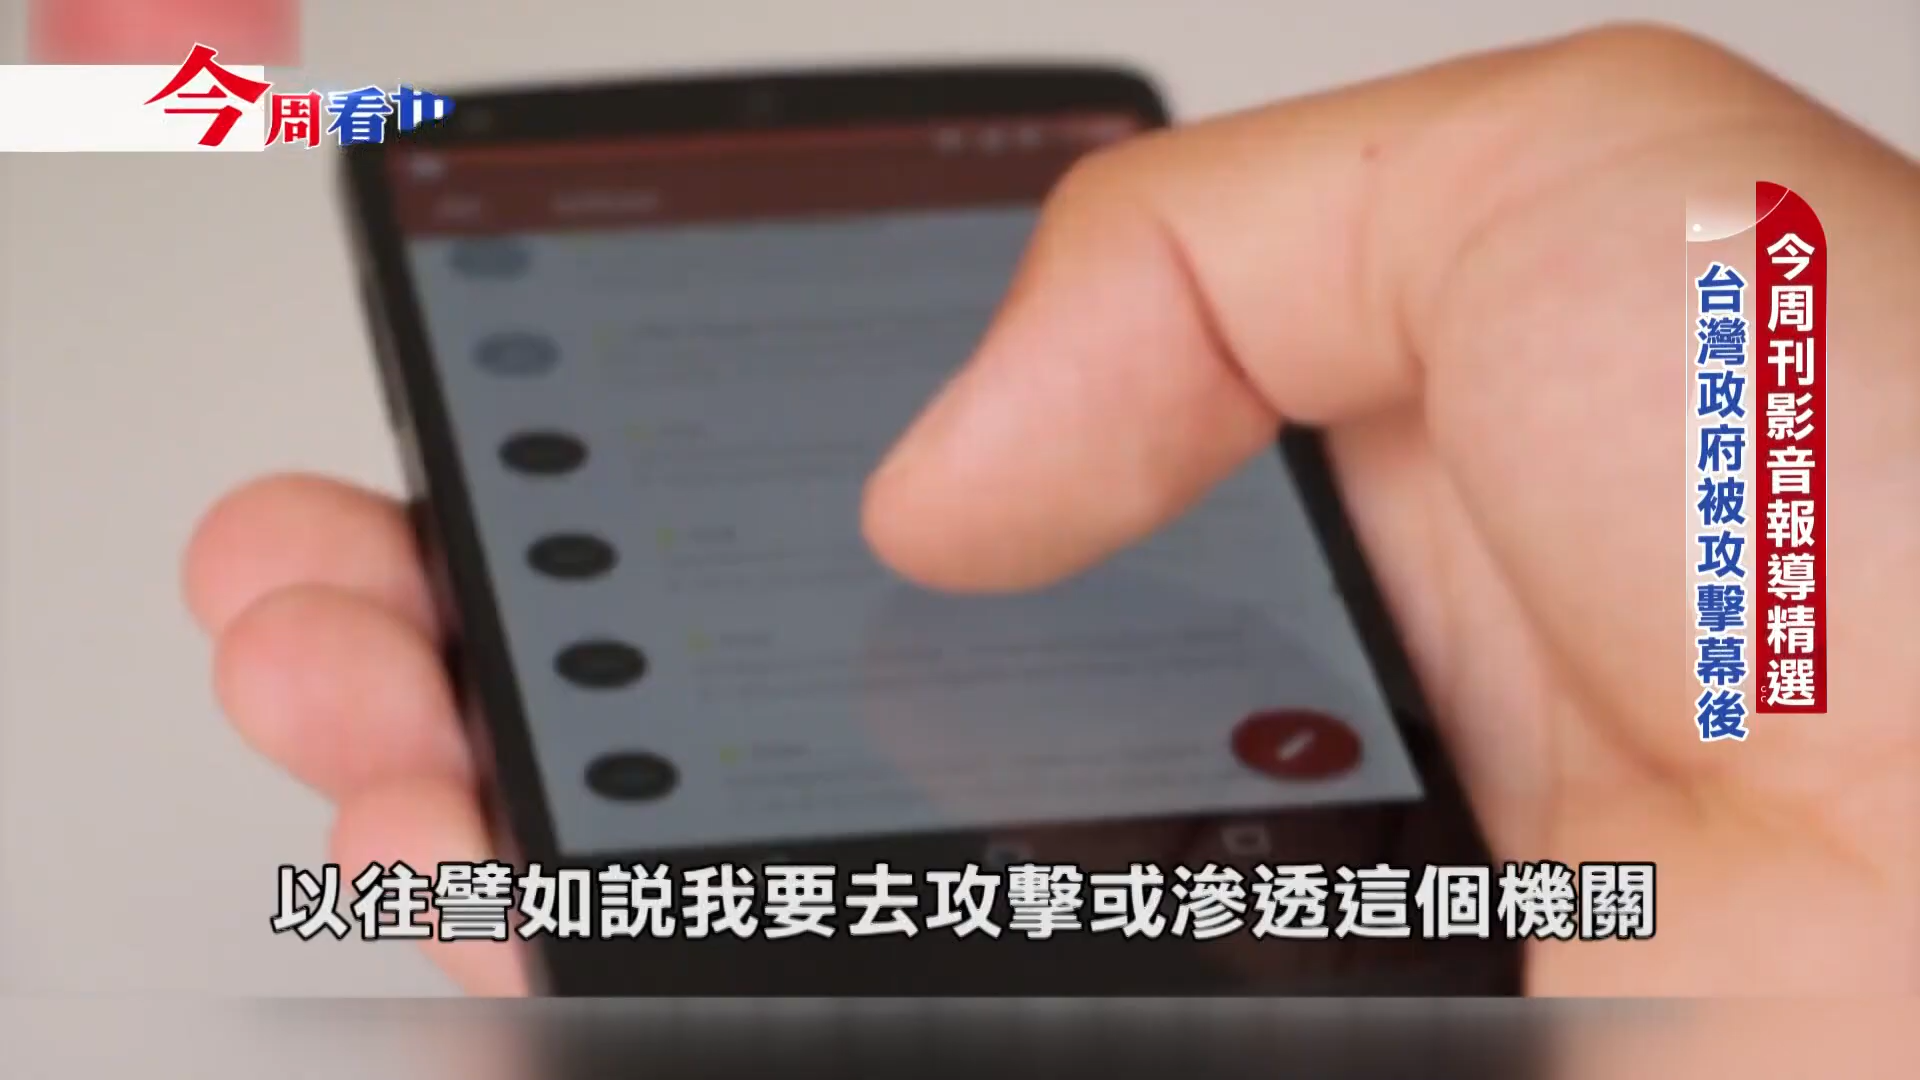 今周看
今周刊影音報導精選
台灣政府被攻擊幕後
以往譬如說我要去攻擊或滲透這個機關